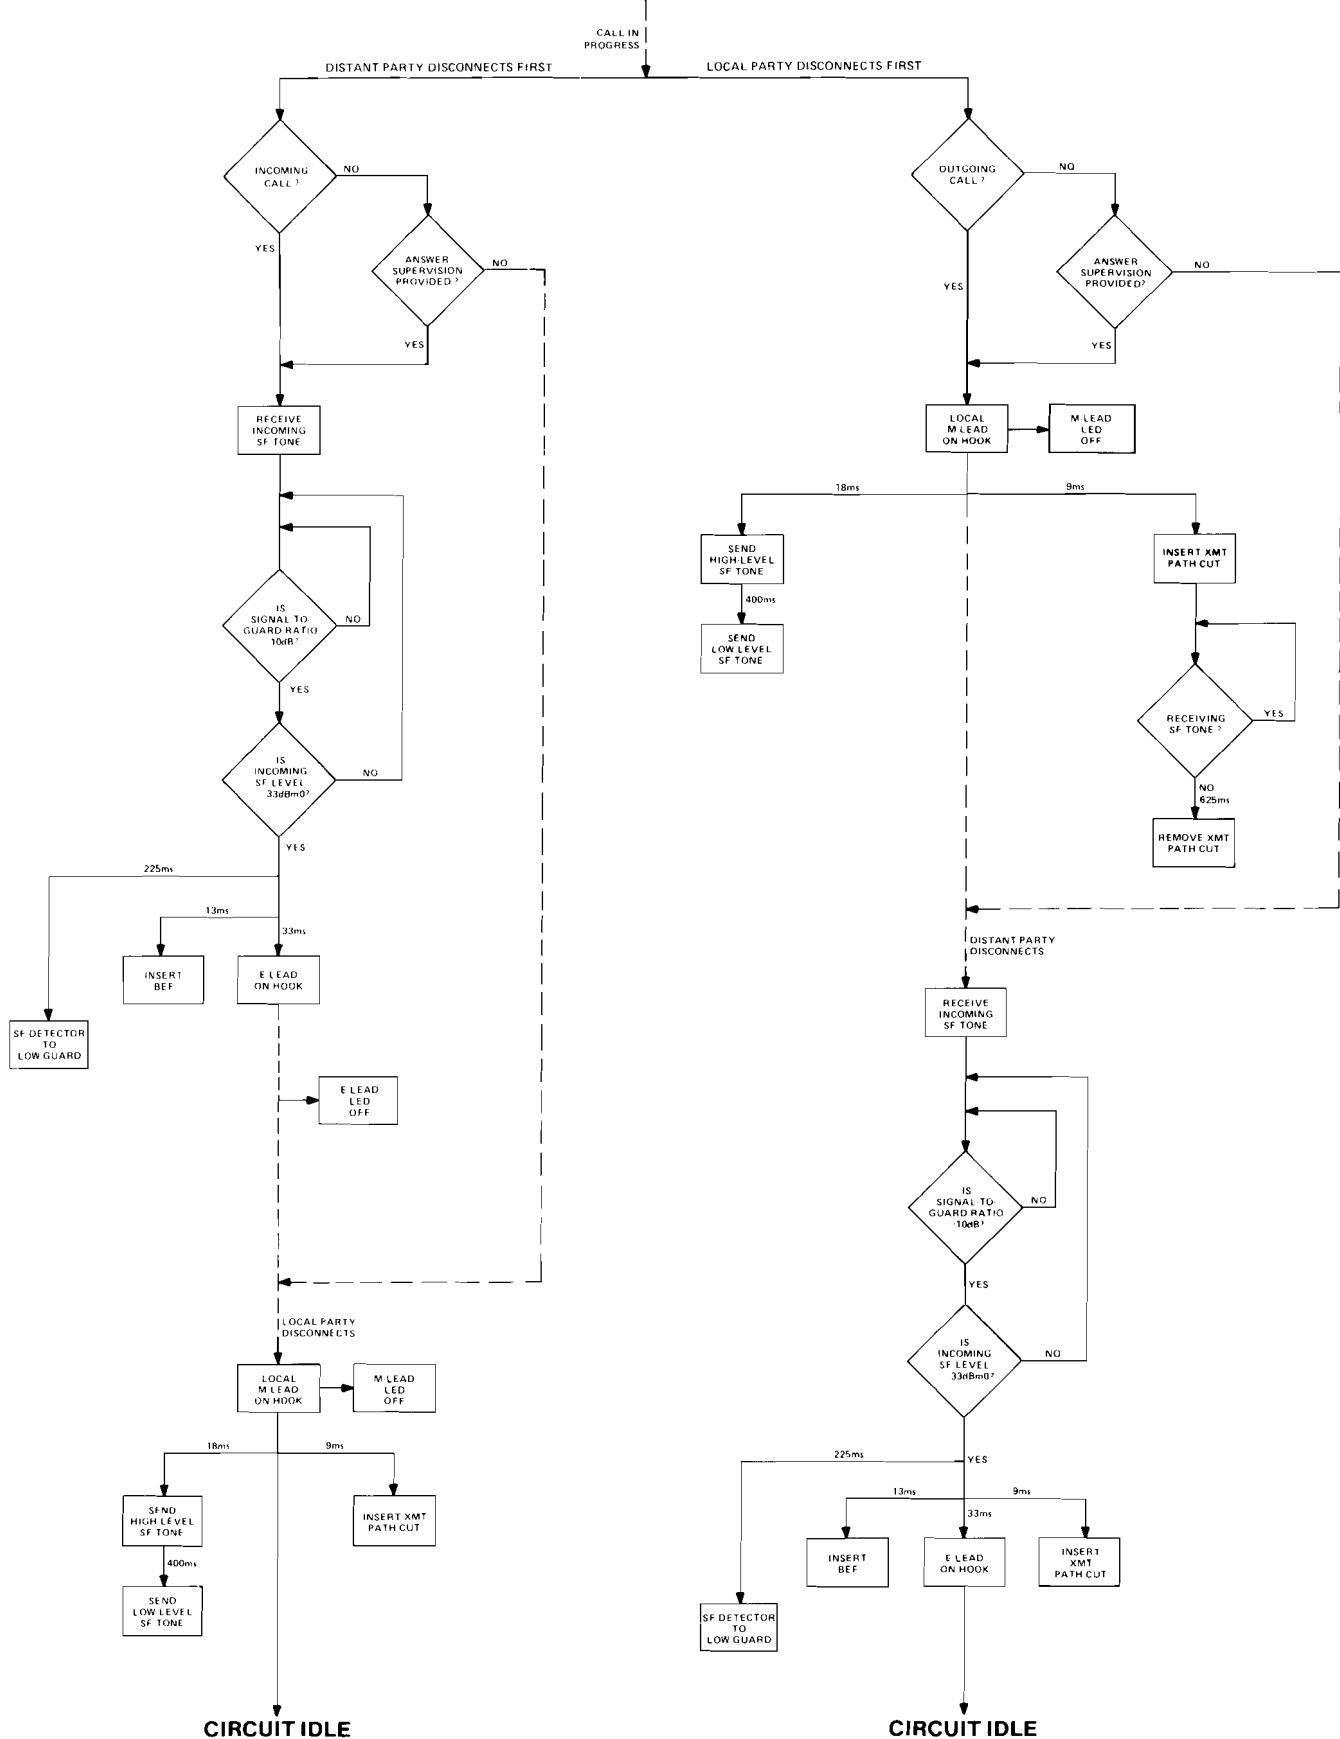 CALL IN
PROGRESS
DISTANT PARTY DISCONNECTS FIRST
LOCAL PARTY DISCONNECTS FIRST
INCOMING
CALL?
NO
YES
ANSWER
SUPERVISION
PROVIDED?
NO
YES
RECEIVE
INCOMING
SF TONE
IS
SIGNAL-TO-
GUARD RATIO
10dB?
NO
YES
IS
INCOMING
SF LEVEL
33dBm0?
NO
YES
225ms
13ms
33ms
INSERT
BEF
E LEAD
ON HOOK
SF DETECTOR
TO
LOW GUARD
E LEAD
LED
OFF
LOCAL PARTY
DISCONNECTS
LOCAL
M LEAD
ON HOOK
M-LEAD
LED
OFF
18ms
9ms
SEND
HIGH LEVEL
SF TONE
INSERT XMT
PATH CUT
400ms
SEND
LOW LEVEL
SF TONE
CIRCUIT IDLE
OUTGOING
CALL?
NO
YES
ANSWER
SUPERVISION
PROVIDED?
NO
YES
LOCAL
M LEAD
ON HOOK
M-LEAD
LED
OFF
18ms
9ms
SEND
HIGH-LEVEL
SF TONE
400ms
SEND
LOW LEVEL
SF TONE
INSERT XMT
PATH CUT
RECEIVING
SF TONE?
YES
NO
625ms
REMOVE XMT
PATH CUT
DISTANT PARTY
DISCONNECTS
RECEIVE
INCOMING
SF TONE
IS
SIGNAL-TO-
GUARD RATIO
10dB?
NO
YES
IS
INCOMING
SF LEVEL
33dBm0?
NO
YES
225ms
13ms
9ms
33ms
INSERT
BEF
E LEAD
ON HOOK
INSERT
XMT
PATH CUT
SF DETECTOR
TO
LOW GUARD
CIRCUIT IDLE